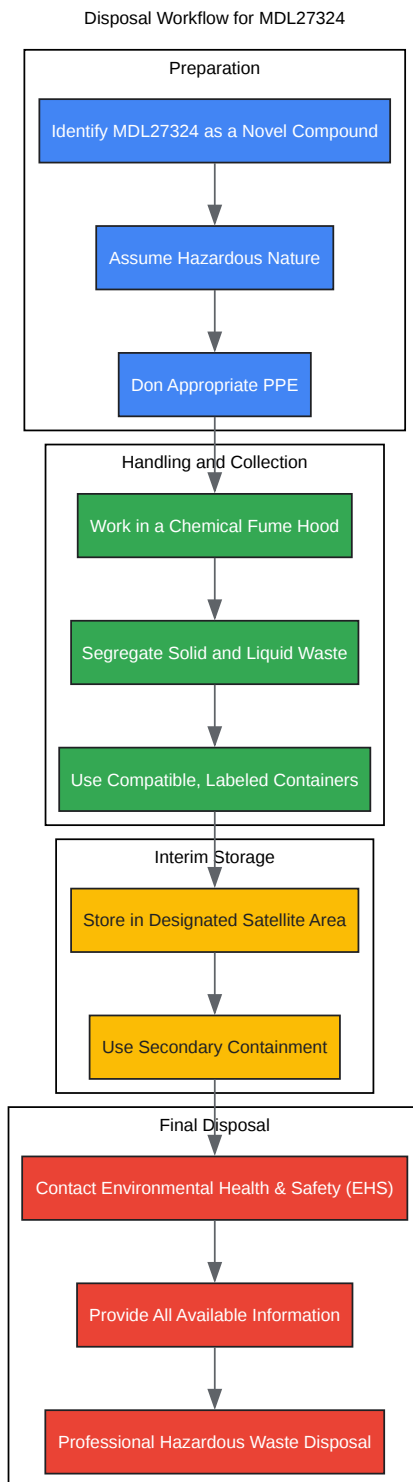 Disposal Workflow for MDL27324
Preparation
Identify MDL27324 as a Novel Compound
Assume Hazardous Nature
Don Appropriate PPE
Handling and Collection
Work in a Chemical Fume Hood
Segregate Solid and Liquid Waste
Use Compatible, Labeled Containers
Interim Storage
Store in Designated Satellite Area
Use Secondary Containment
Final Disposal
Contact Environmental Health & Safety (EHS)
Provide All Available Information
Professional Hazardous Waste Disposal